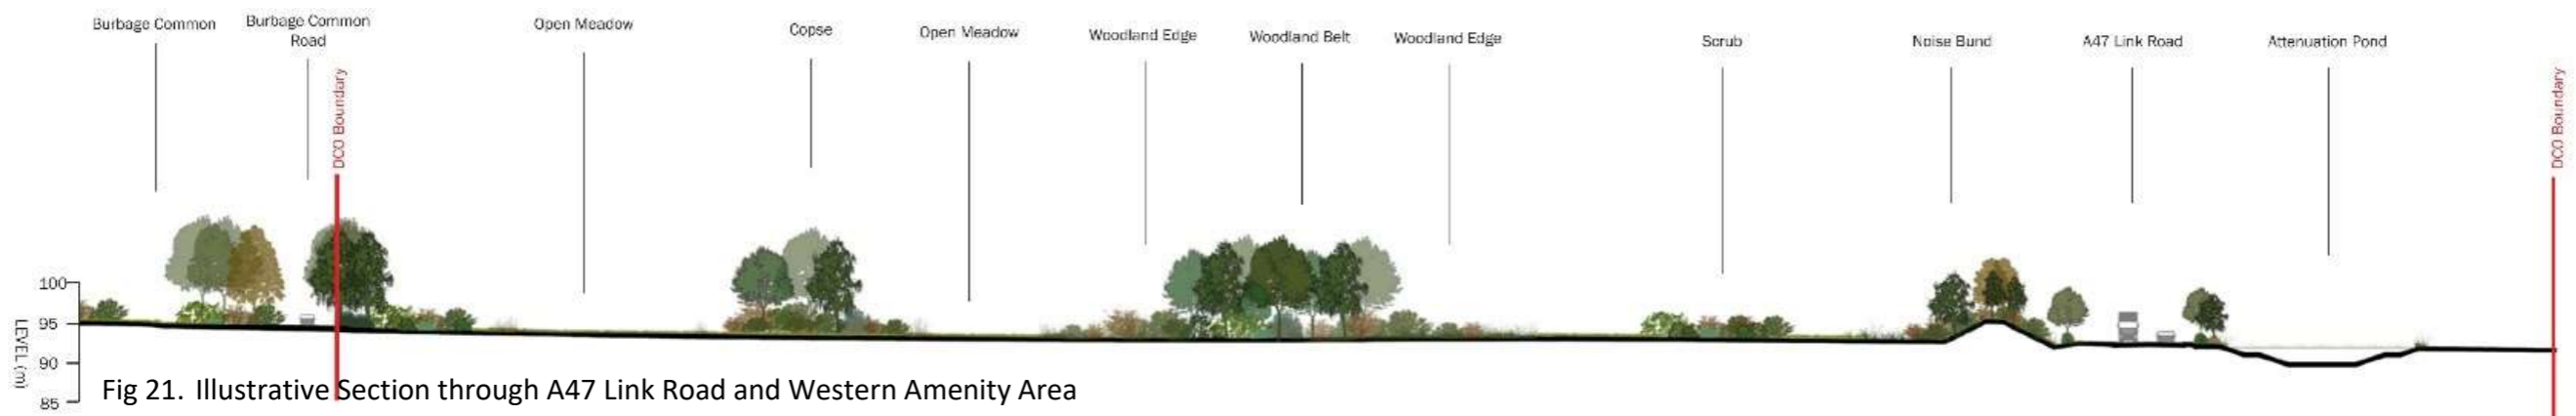 Burbage Common
Burbage Common
Road
Open Meadow
Copse
Open Meadow
Woodland Edge
Woodland Belt
Woodland Edge
Scrub
Noise Bund
A47 Link Road
Attenuation Pond
DCO Boundary
DCO Boundary
100
95
90
85
LEVEL (m)
Fig 21. Illustrative Section through A47 Link Road and Western Amenity Area